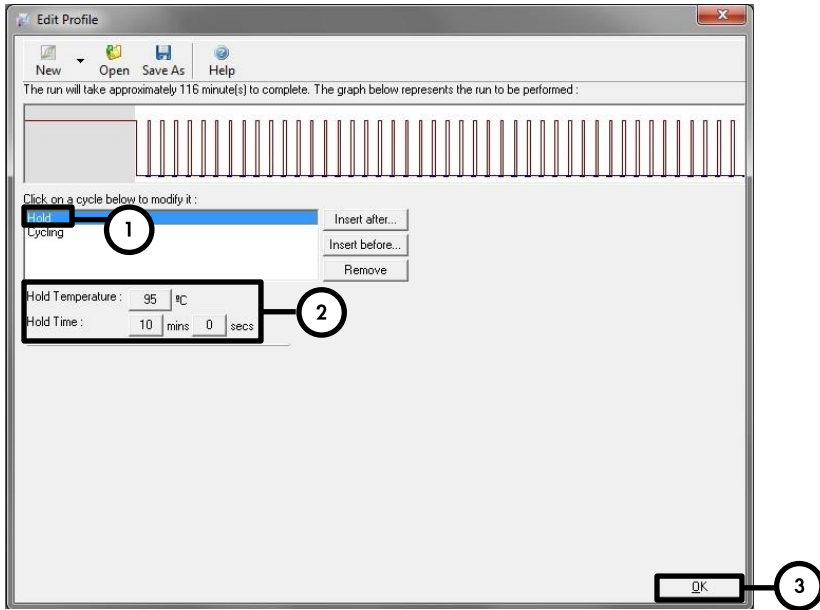 Edit Profile
New Open Save As Help
The run will take approximately 116 minute(s) to complete. The graph below represents the run to be performed :
Click on a cycle below to modify it :
Hold
1
Cycling
Insert after...
Insert before...
Remove
Hold Temperature : 95 ºC
Hold Time : 10 mins 0 secs
2
OK
3